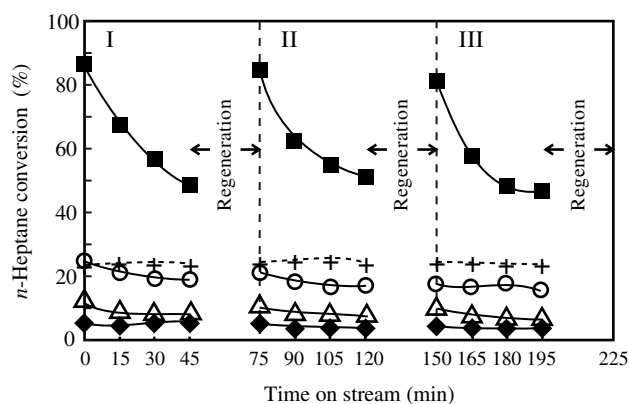 I II III
100
80
60
40
20
0
n-Heptane conversion (%)
Regeneration
Regeneration
Regeneration
0 15 30 45 75 90 105 120 150 165 180 195 225
Time on stream (min)